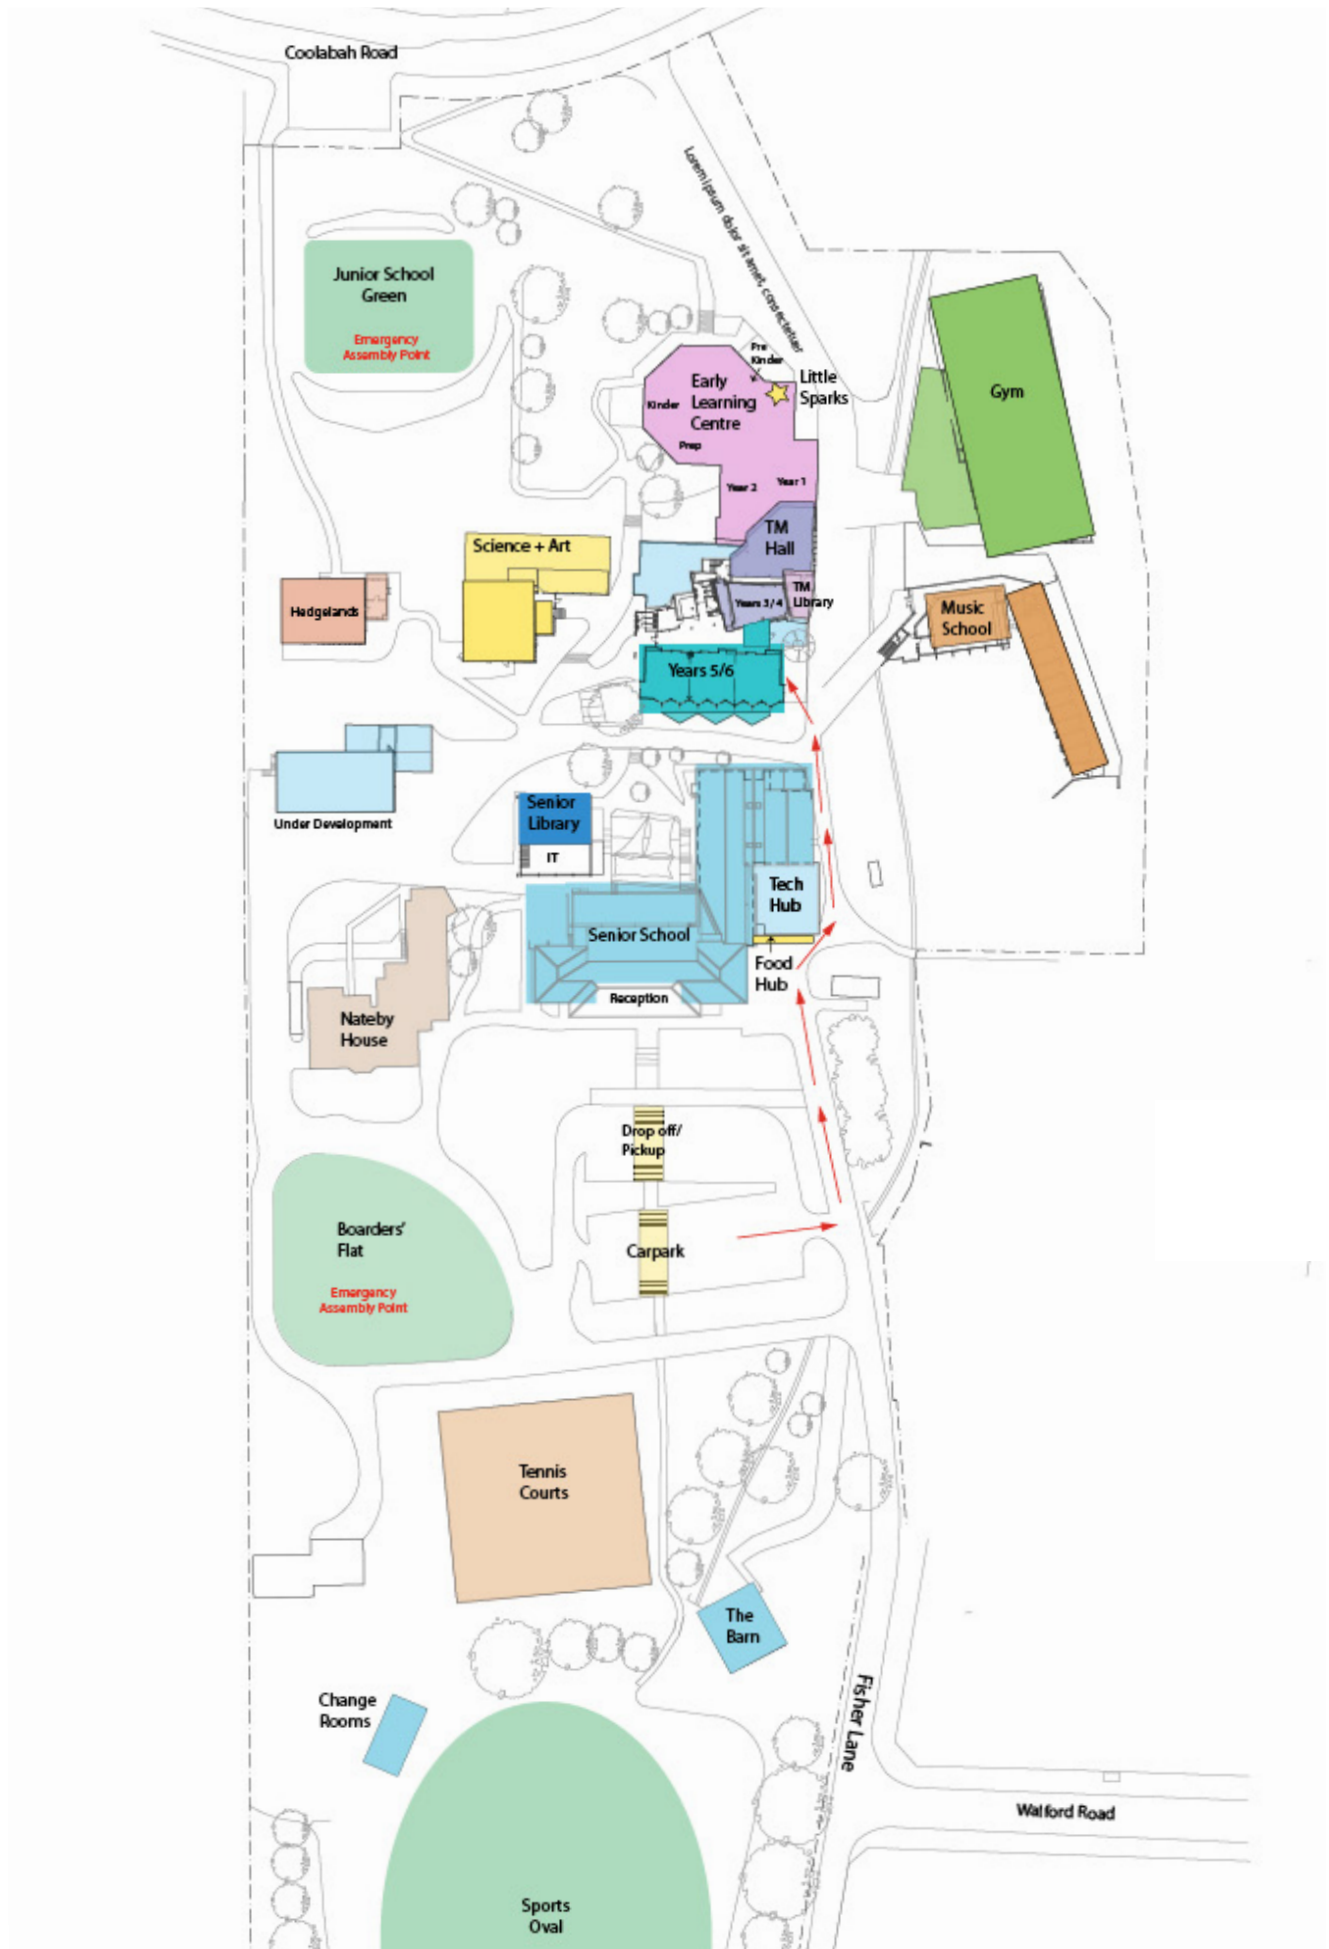 Coolabah Road
Lorem ipsum dolor sit amet, consectetuer
Junior School
Green
Emergency
Assembly Point
Pre
Kinder
Early
Learning
Centre
Little
Sparks
Kinder
Prep
Year 2
Year 1
Gym
TM
Hall
Science + Art
Years 3/4
TM
Library
Hedgelands
Music
School
Years 5/6
Under Development
Senior
Library
IT
Tech
Hub
Senior School
Food
Hub
Reception
Nateby
House
Drop off/
Pickup
Boarders'
Flat
Emergency
Assembly Point
Carpark
Tennis
Courts
The
Barn
Change
Rooms
Fisher Lane
Walford Road
Sports
Oval